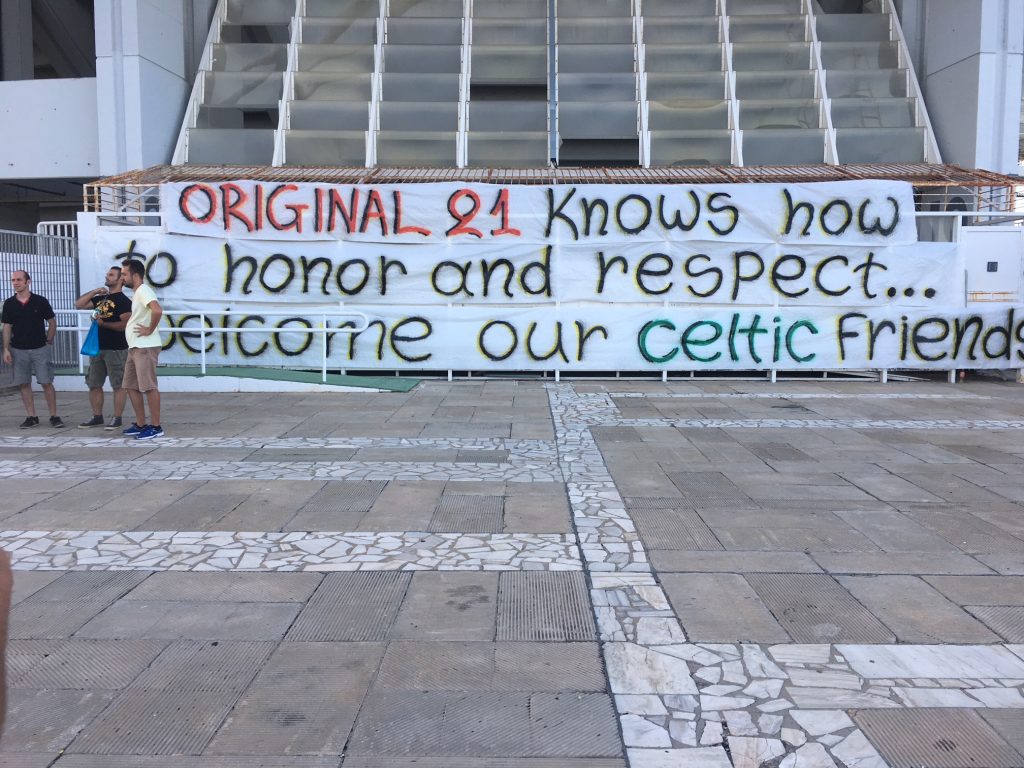 ORIGINAL 21 Knows how
to honor and respect...
welcome our celtic Friends